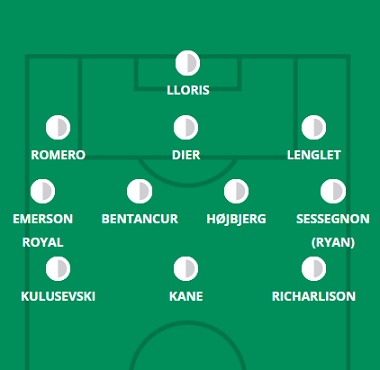 LLORIS
ROMERO DIER LENGLET
EMERSON BENTANCUR HØJBJERG SESSEGNON
ROYAL (RYAN)
KULUSEVSKI KANE RICHARLISON